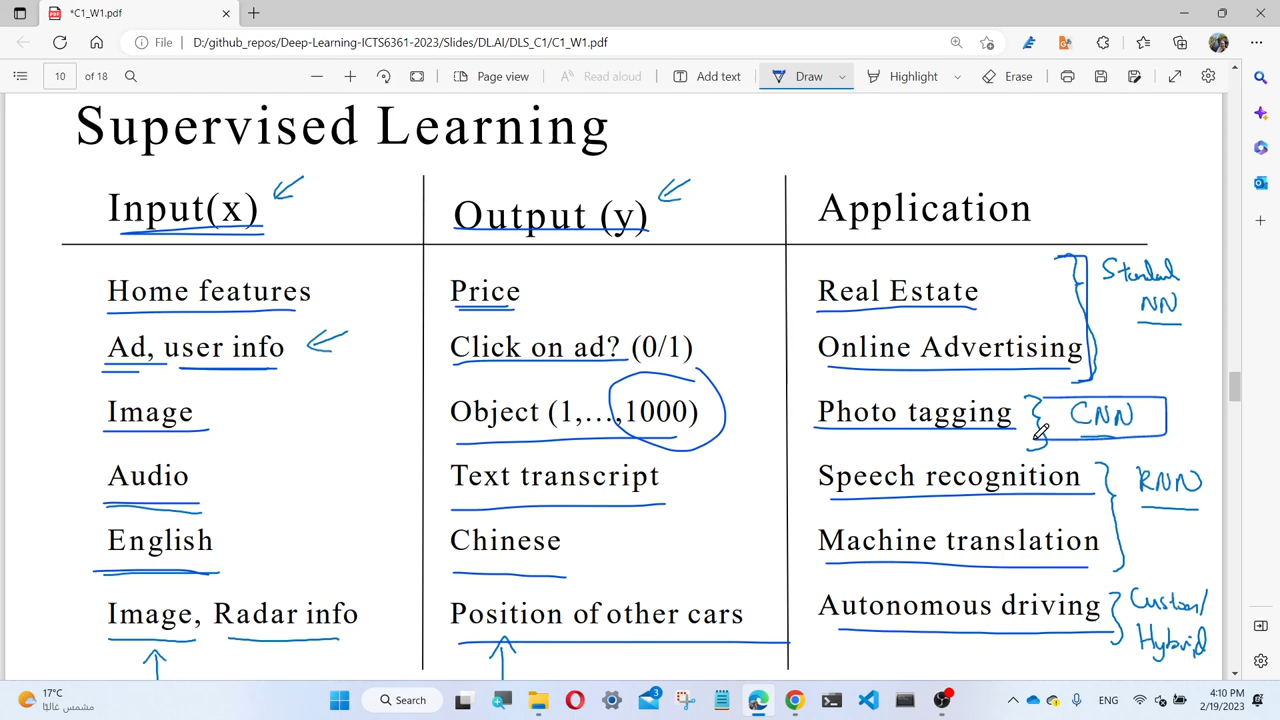 *C1_W1.pdf
File D:/github_repos/Deep-Learning-ICTS6361-2023/Slides/DL.AI/DLS_C1/C1_W1.pdf
10 of 18 Page view Read aloud Add text Draw Highlight Erase
Supervised Learning
Input(x) Output (y) Application
Home features Price Real Estate Standard
NN
Ad, user info Click on ad? (0/1) Online Advertising
Image Object (1,...,1000) Photo tagging CNN
Audio Text transcript Speech recognition RNN
English Chinese Machine translation
Image, Radar info Position of other cars Autonomous driving Custom/
Hybrid
17°C Search 3 ENG 4:10 PM
مشمس غالبًا 2/19/2023